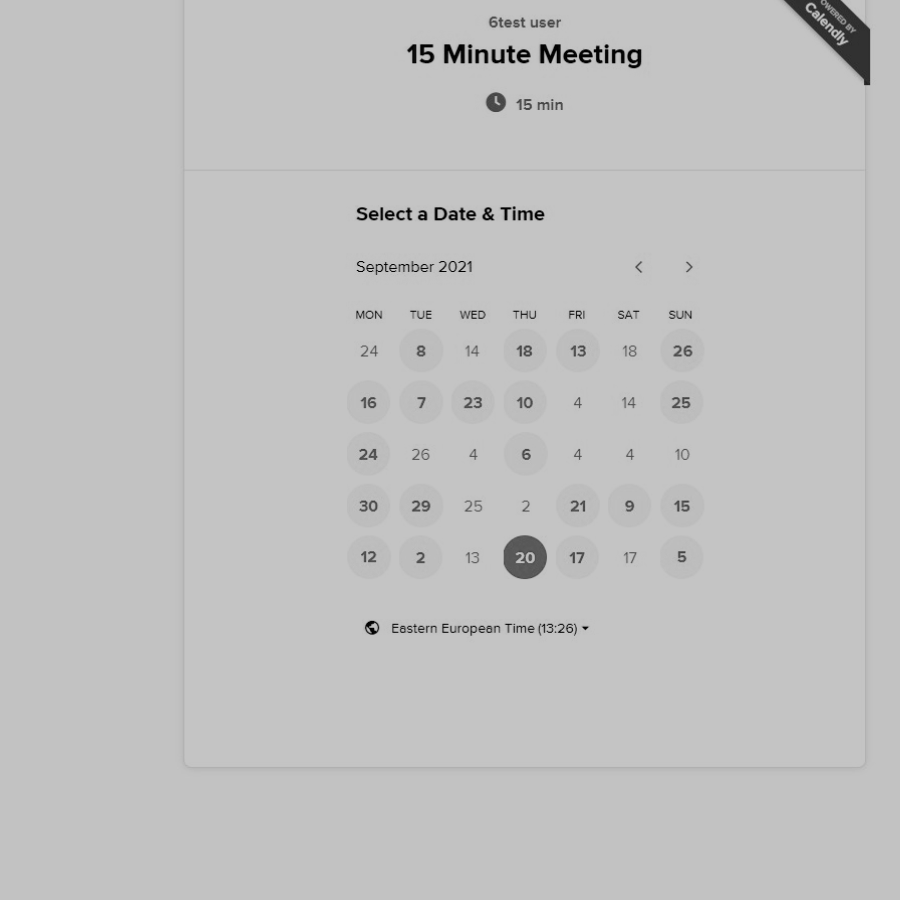 6test user
15 Minute Meeting
15 min
Calendly
Select a Date & Time
September 2021
MON TUE WED THU FRI SAT SUN
24 8 14 18 13 18 26
16 7 23 10 4 14 25
24 26 4 6 4 4 10
30 29 25 2 21 9 15
12 2 13 20 17 17 5
Eastern European Time (13:26)